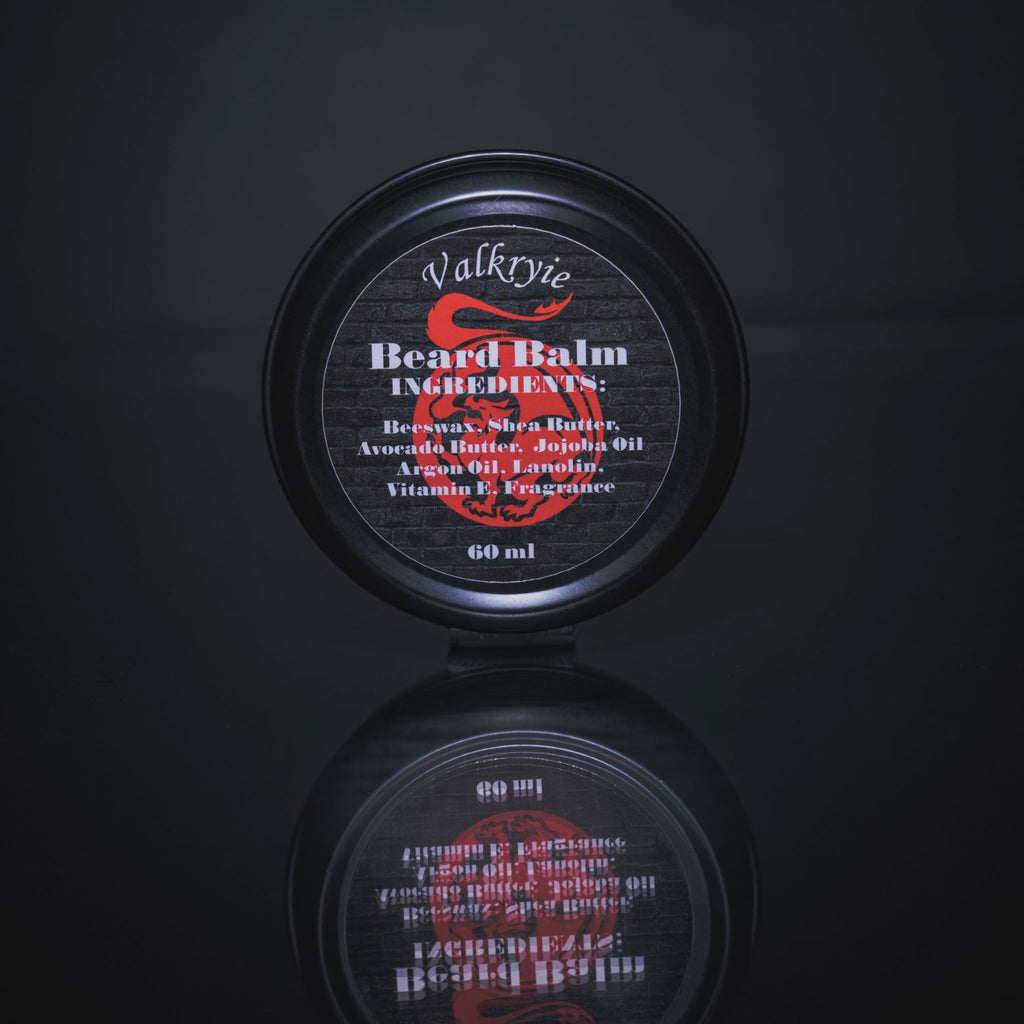 Valkryie
Beard Balm
INGREDIENTS:
Beeswax, Shea Butter,
Avocado Butter, Jojoba Oil
Argon Oil, Lanolin,
Vitamin E, Fragrance
60 ml